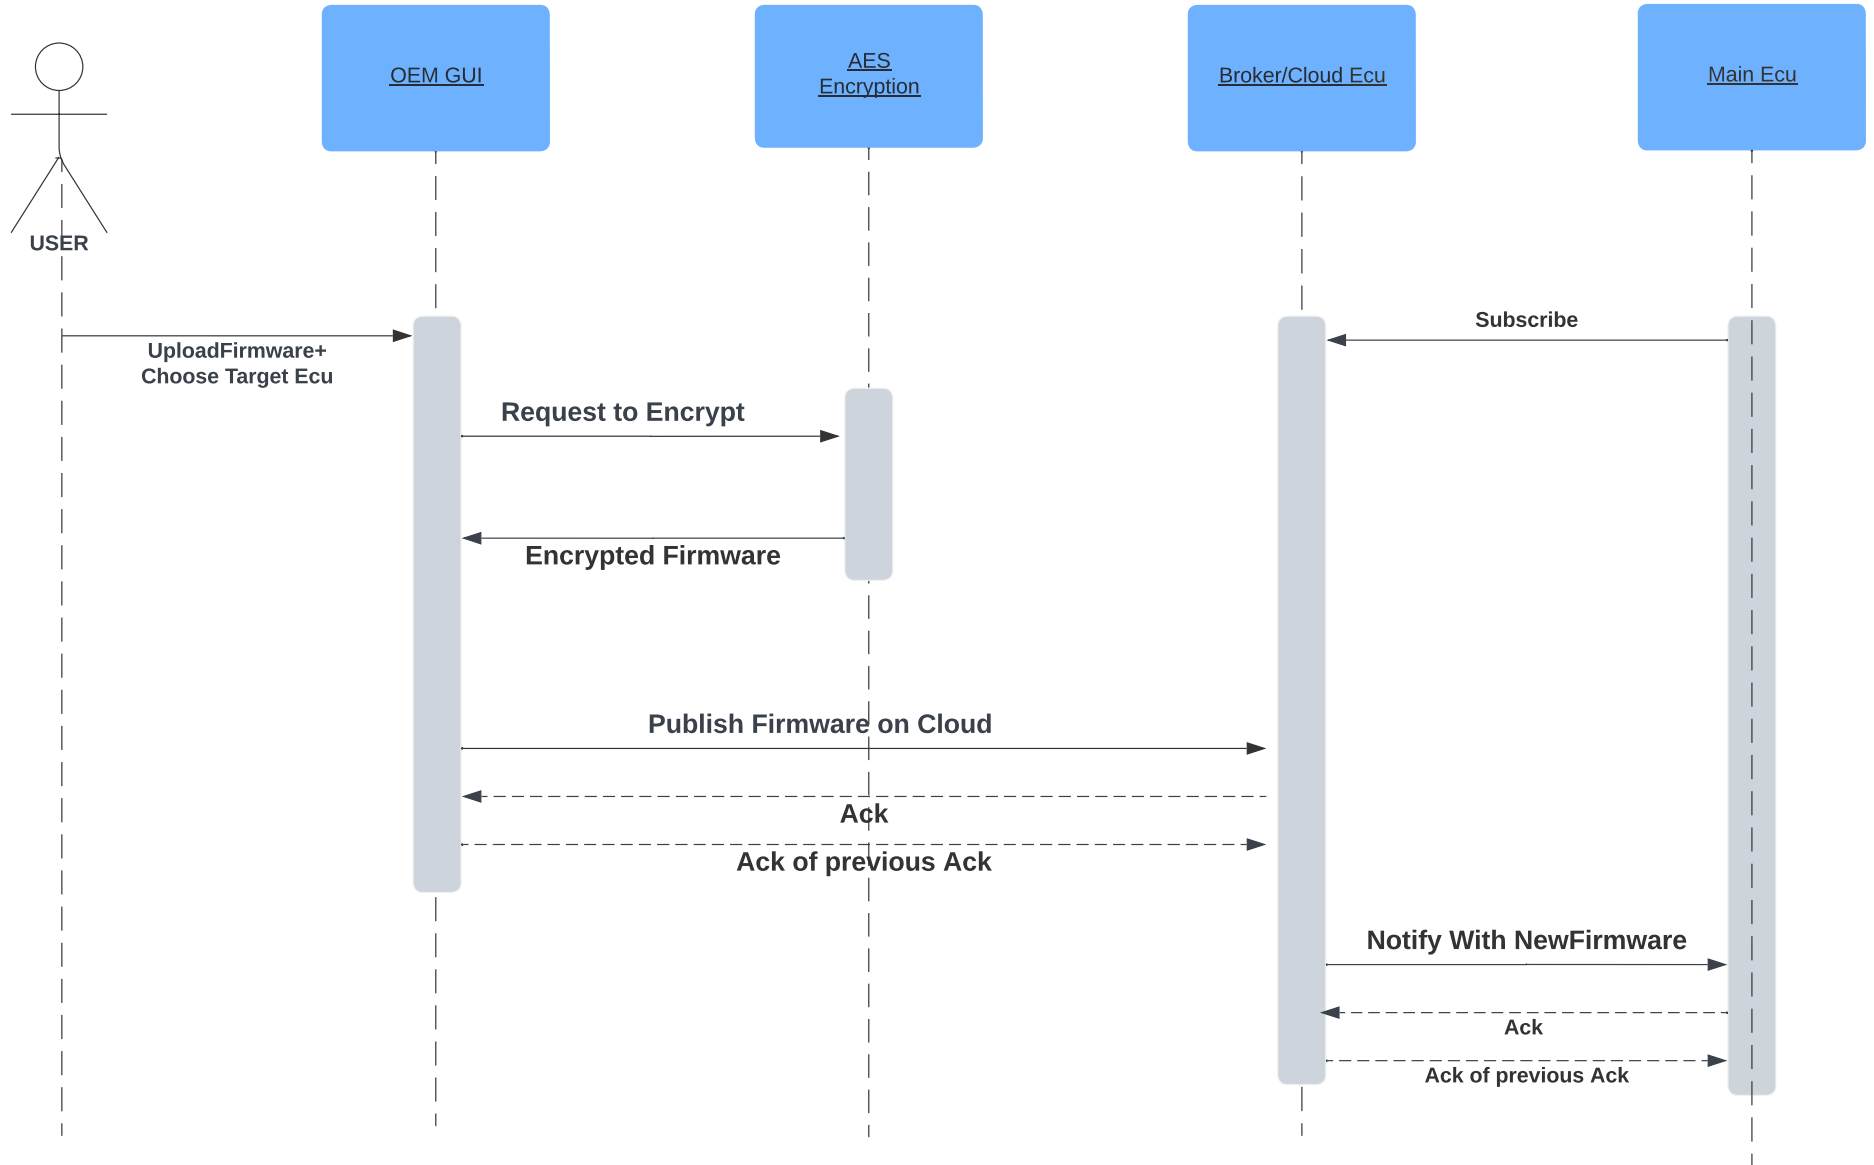 OEM GUI
AES
Encryption
Broker/Cloud Ecu
Main Ecu
USER
Subscribe
UploadFirmware+
Choose Target Ecu
Request to Encrypt
Encrypted Firmware
Publish Firmware on Cloud
Ack
Ack of previous Ack
Notify With NewFirmware
Ack
Ack of previous Ack